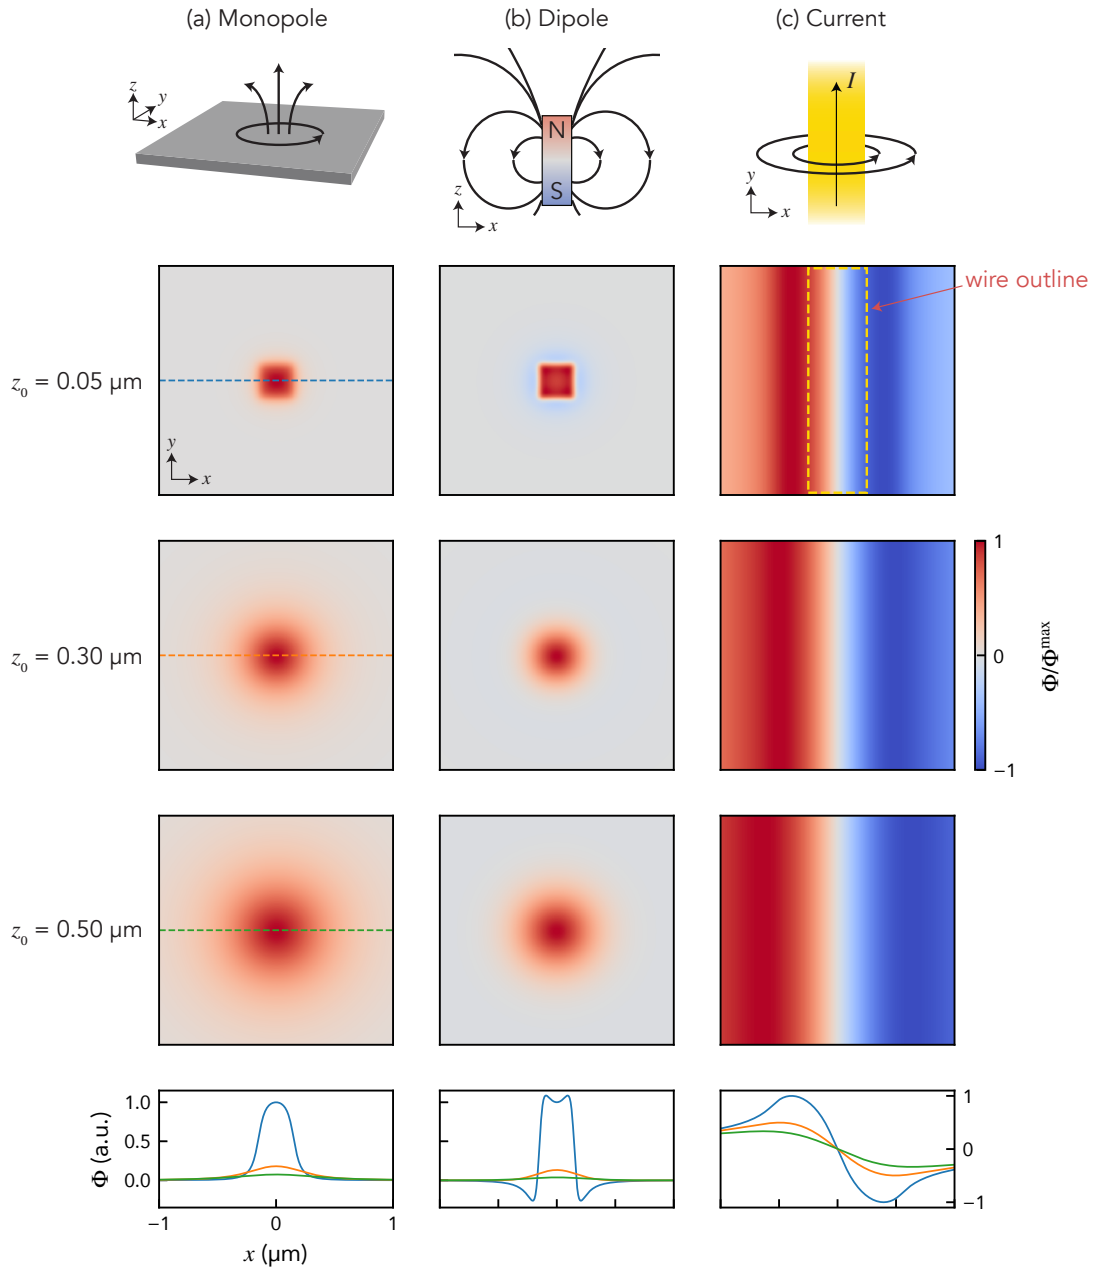 (a) Monopole
(b) Dipole
(c) Current
z
y
x
N
S
z
x
I
y
x
wire outline
z₀ = 0.05 µm
y
x
z₀ = 0.30 µm
1
0
−1
Φ/Φᵐᵃˣ
z₀ = 0.50 µm
Φ (a.u.)
1.0
0.5
0.0
1
0
−1
−1
0
1
x (µm)